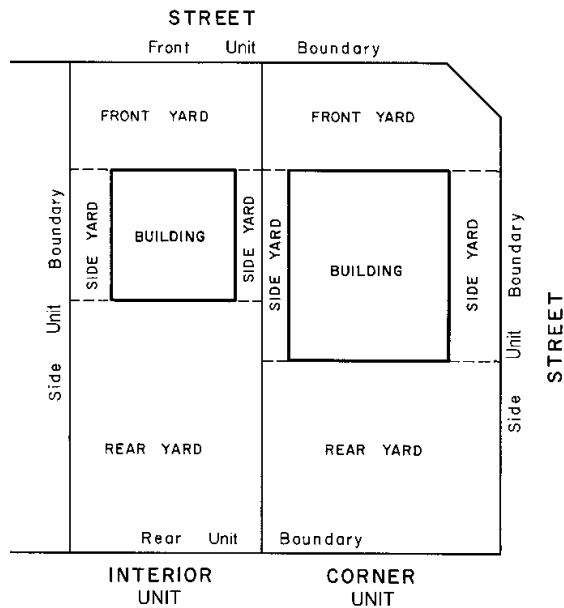 STREET
Front Unit Boundary
FRONT YARD
FRONT YARD
Side Unit Boundary
SIDE YARD
BUILDING
SIDE YARD
SIDE YARD
BUILDING
SIDE YARD
Side Unit Boundary
STREET
REAR YARD
REAR YARD
Rear Unit Boundary
INTERIOR
UNIT
CORNER
UNIT